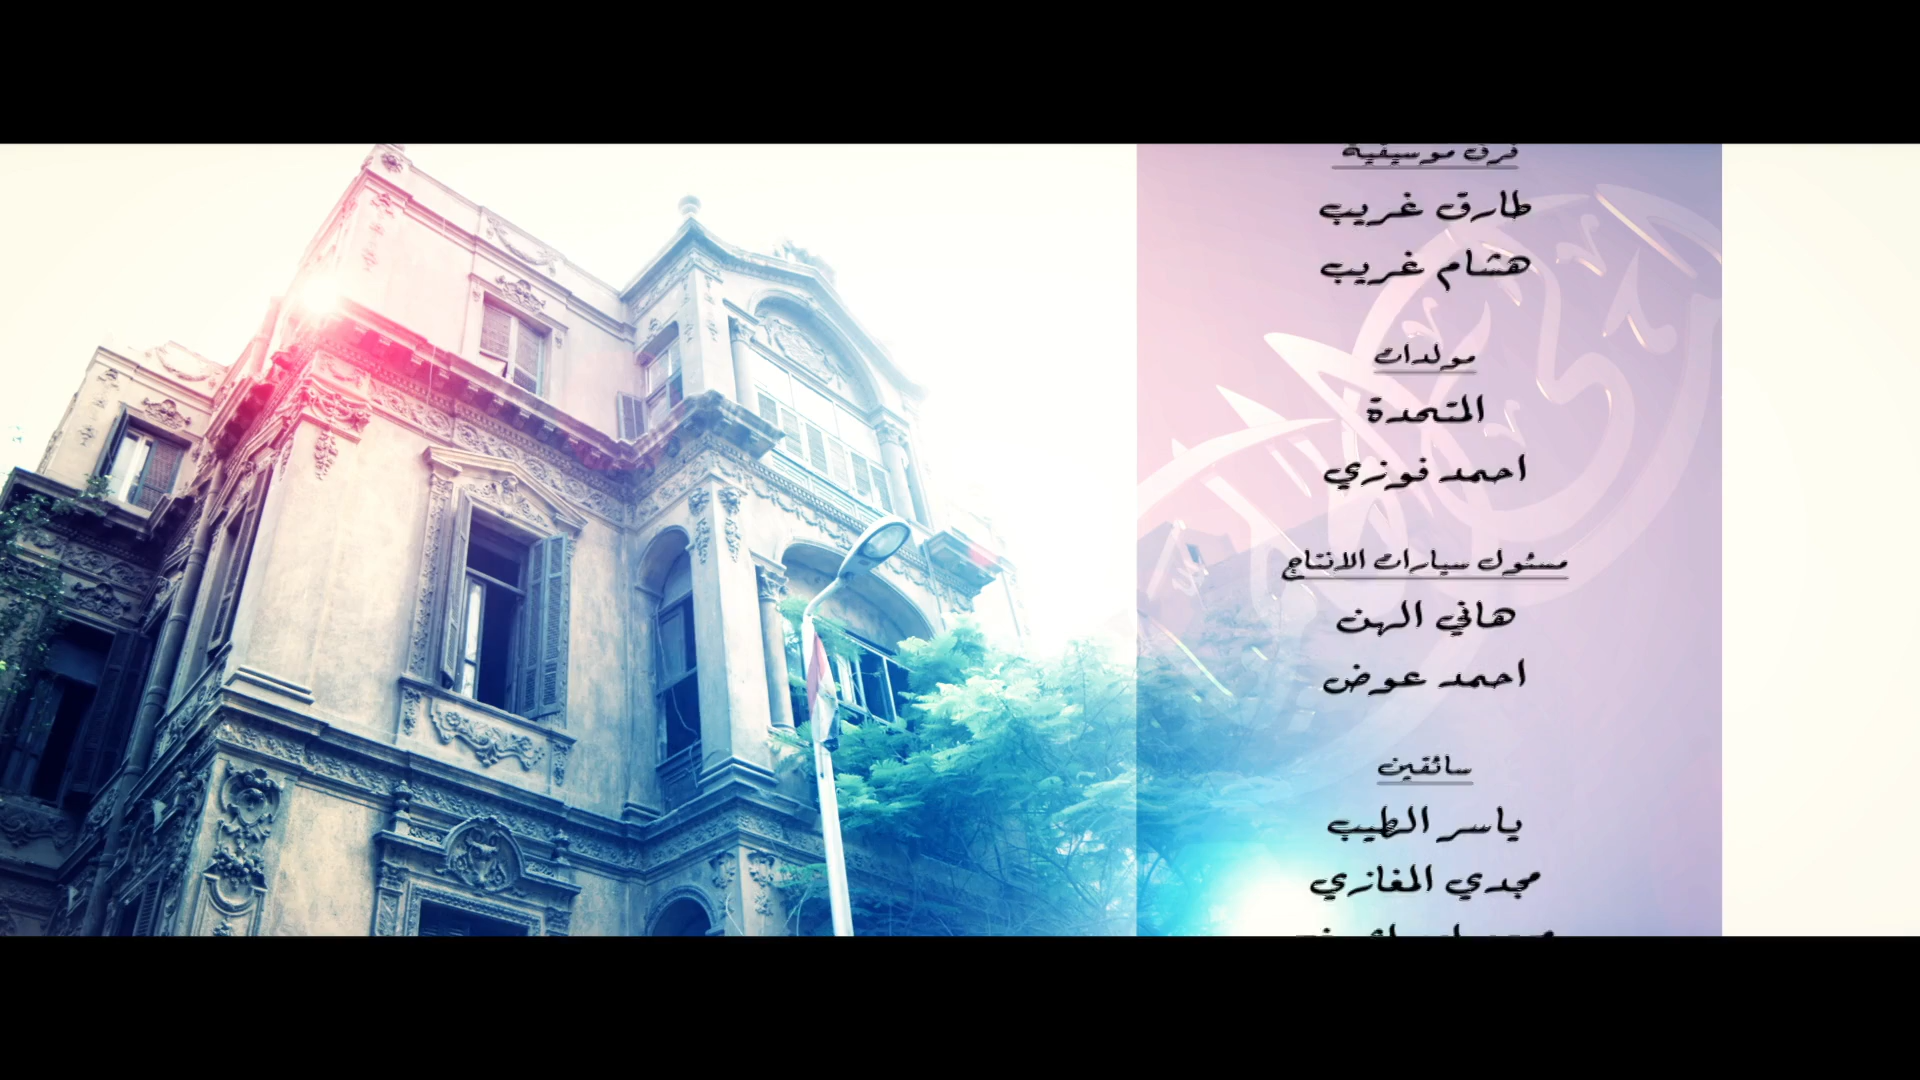 فرق موسيقية
طارق غريب
هشام غريب
مولدات
المتحدة
احمد فوزي
مسئول سيارات الانتاج
هاني الهن
احمد عوض
سائقين
ياسر الطيب
مجدي المغازي